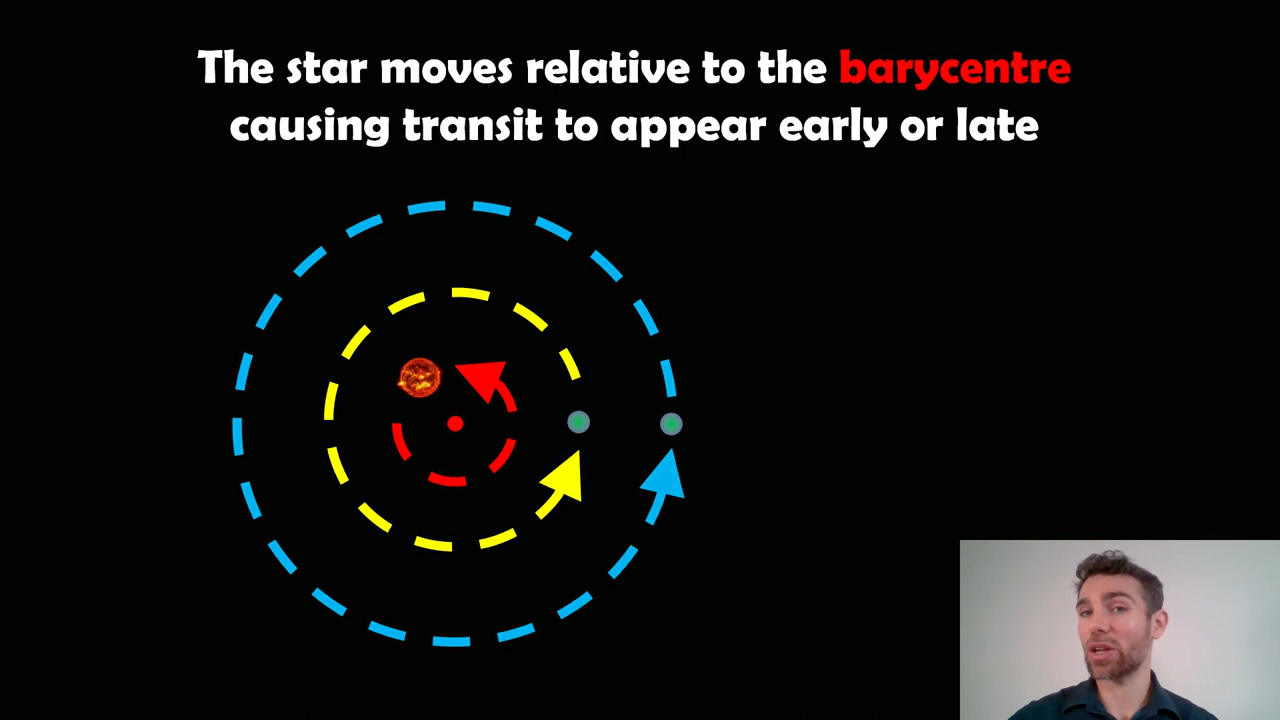 The star moves relative to the barycentre
causing transit to appear early or late